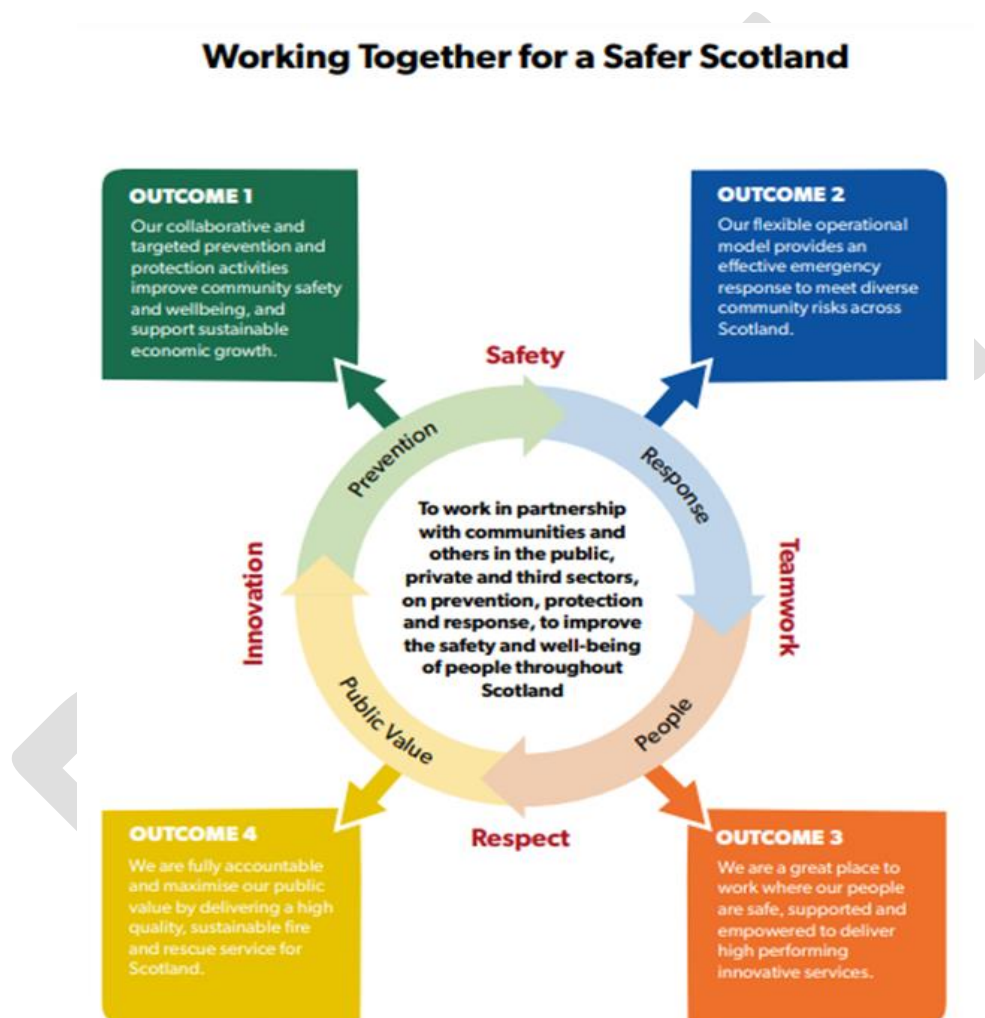 Working Together for a Safer Scotland
OUTCOME 1
Our collaborative and
targeted prevention and
protection activities
improve community safety
and wellbeing, and
support sustainable
economic growth.
OUTCOME 2
Our flexible operational
model provides an
effective emergency
response to meet diverse
community risks across
Scotland.
Safety
Prevention
Response
Innovation
To work in partnership
with communities and
others in the public,
private and third sectors,
on prevention, protection
and response, to improve
the safety and well-being
of people throughout
Scotland
Teamwork
Public Value
People
Respect
OUTCOME 4
We are fully accountable
and maximise our public
value by delivering a high
quality, sustainable fire
and rescue service for
Scotland.
OUTCOME 3
We are a great place to
work where our people
are safe, supported and
empowered to deliver
high performing
innovative services.